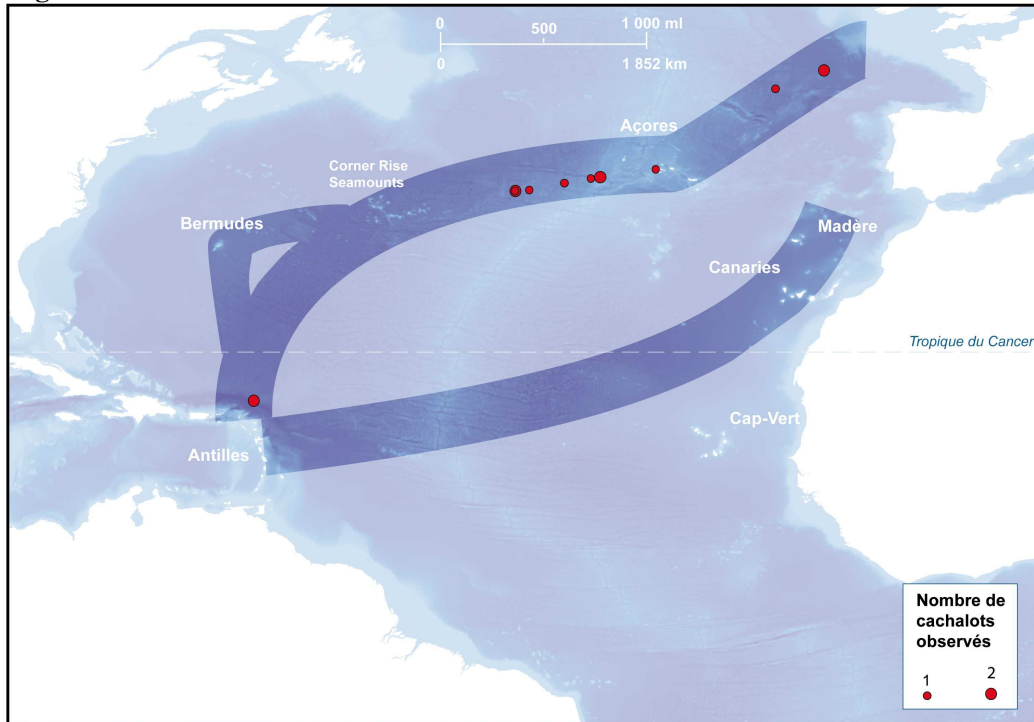 0 500 1 000 ml
0 1 852 km
Açores
Corner Rise
Seamounts
Bermudes
Madère
Canaries
Tropique du Cancer
Cap-Vert
Antilles
Nombre de
cachalots
observés
1 2